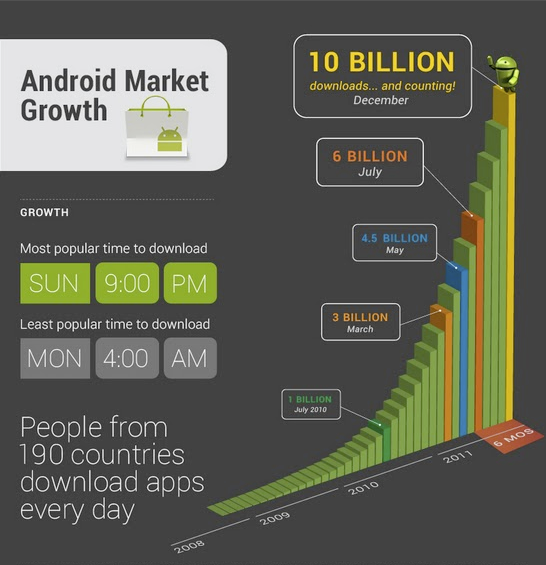 Android Market
Growth
GROWTH
Most popular time to download
SUN 9:00 PM
Least popular time to download
MON 4:00 AM
People from
190 countries
download apps
every day
10 BILLION
downloads... and counting!
December
6 BILLION
July
4.5 BILLION
May
3 BILLION
March
1 BILLION
July 2010
2008
2009
2010
2011
6 MOS